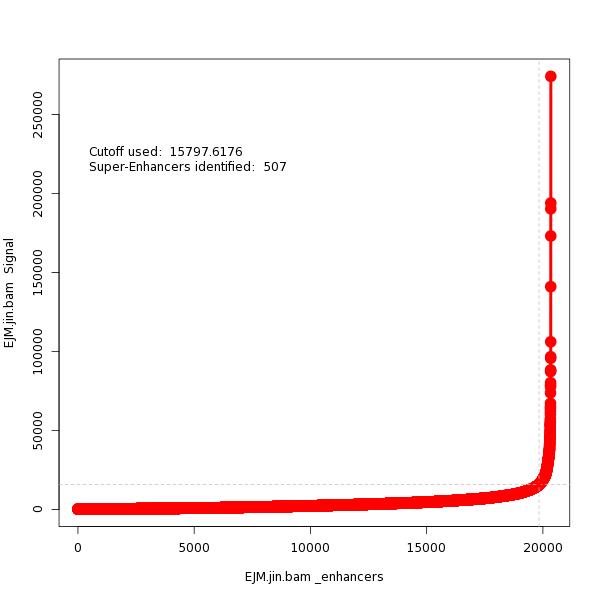 Cutoff used:  15797.6176
Super-Enhancers identified:  507
EJM.jin.bam  Signal
250000
200000
150000
100000
50000
0
0 5000 10000 15000 20000
EJM.jin.bam _enhancers